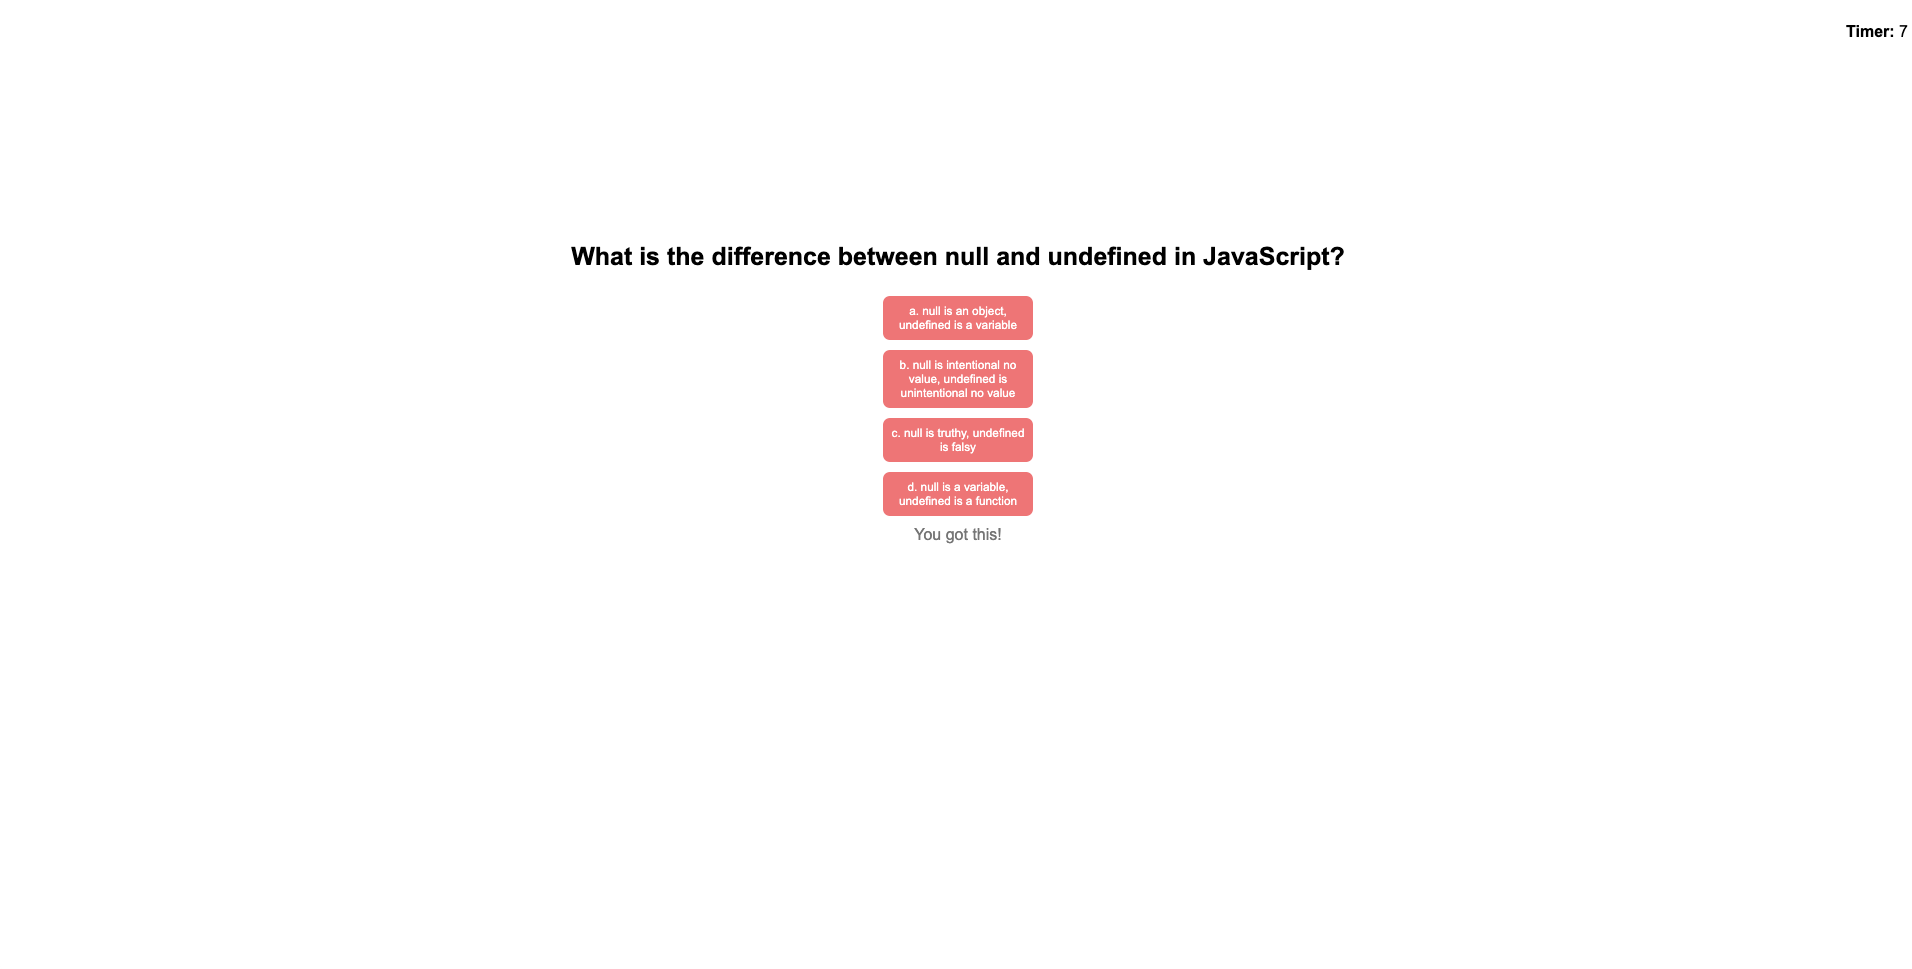 Timer: 7
What is the difference between null and undefined in JavaScript?
a. null is an object,
undefined is a variable
b. null is intentional no
value, undefined is
unintentional no value
c. null is truthy, undefined
is falsy
d. null is a variable,
undefined is a function
You got this!